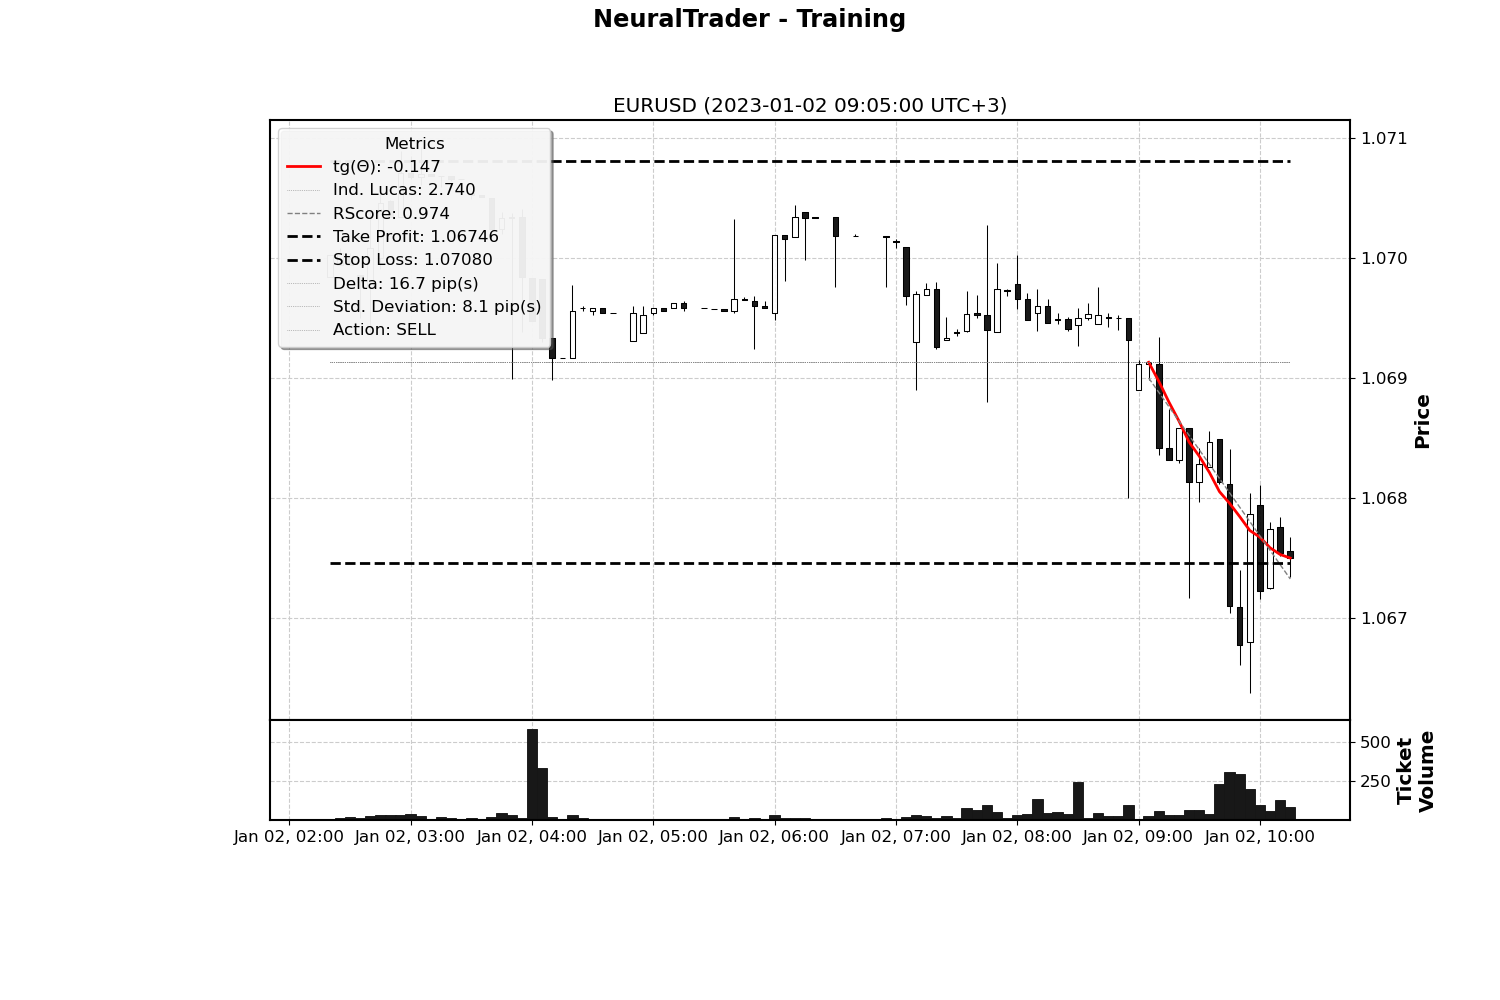 NeuralTrader - Training
EURUSD (2023-01-02 09:05:00 UTC+3)
Metrics
tg(Θ): -0.147
Ind. Lucas: 2.740
RScore: 0.974
Take Profit: 1.06746
Stop Loss: 1.07080
Delta: 16.7 pip(s)
Std. Deviation: 8.1 pip(s)
Action: SELL
1.071
1.070
1.069
1.068
1.067
Price
500
250
Ticket
Volume
Jan 02, 02:00 Jan 02, 03:00 Jan 02, 04:00 Jan 02, 05:00 Jan 02, 06:00 Jan 02, 07:00 Jan 02, 08:00 Jan 02, 09:00 Jan 02, 10:00